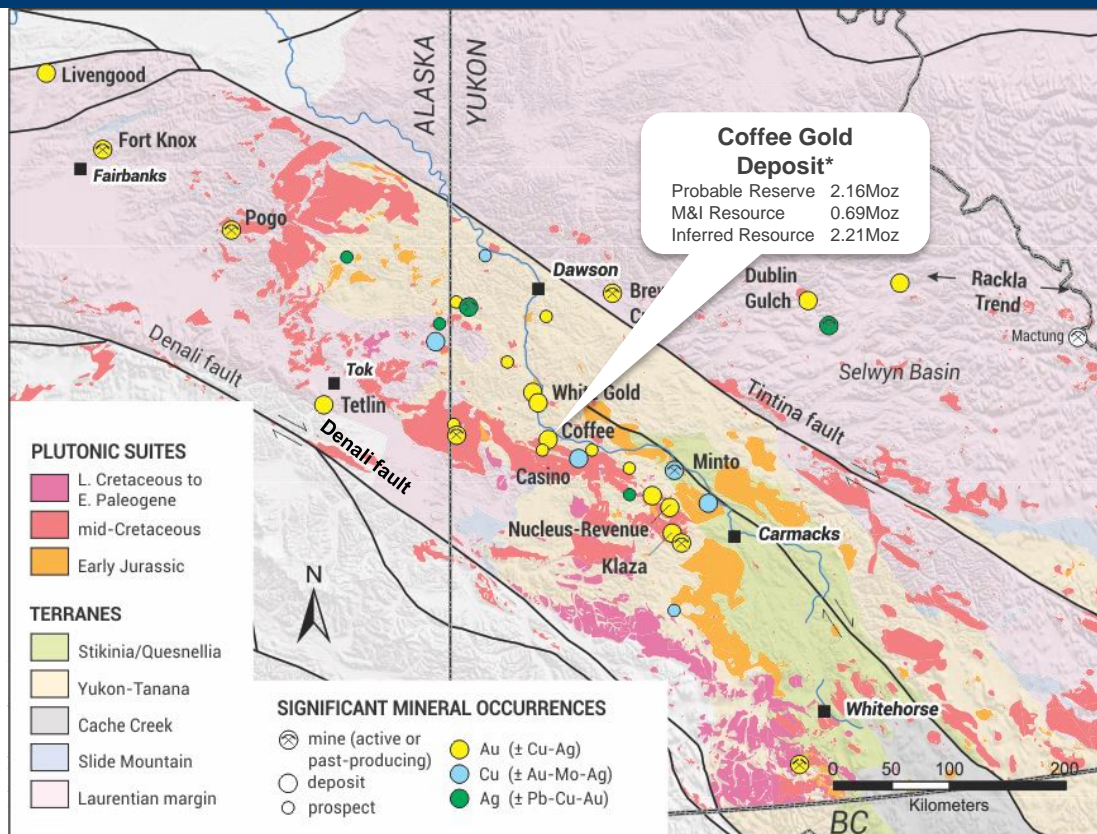 Livengood
ALASKA
YUKON
Fort Knox
Fairbanks
Pogo
Coffee Gold
Deposit*
Probable Reserve 2.16Moz
M&I Resource 0.69Moz
Inferred Resource 2.21Moz
Dawson
Brew
C
Dublin
Gulch
Rackla
Trend
Mactung
Selwyn Basin
Denali fault
Tok
Tetlin
White Gold
Tintina fault
Denali fault
Coffee
Casino
Minto
Nucleus-Revenue
Carmacks
Klaza
Whitehorse
BC
N
PLUTONIC SUITES
L. Cretaceous to
E. Paleogene
mid-Cretaceous
Early Jurassic
TERRANES
Stikinia/Quesnellia
Yukon-Tanana
Cache Creek
Slide Mountain
Laurentian margin
SIGNIFICANT MINERAL OCCURRENCES
mine (active or
past-producing)
deposit
prospect
Au (± Cu-Ag)
Cu (± Au-Mo-Ag)
Ag (± Pb-Cu-Au)
0 50 100 200
Kilometers